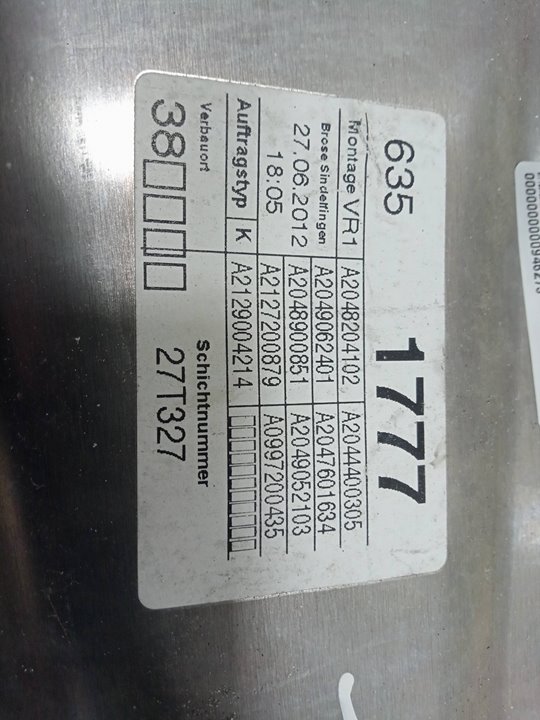 635 1777
Montage VR1 A2048204102 A2044400305
Brose Sindelfingen A2049062401 A2047601634
27.06.2012 A2048900851 A2049052103
18:05 A2127200879 A0997200435
Auftragstyp K A2129004214
Verbauort Schichtnummer
38 27T327